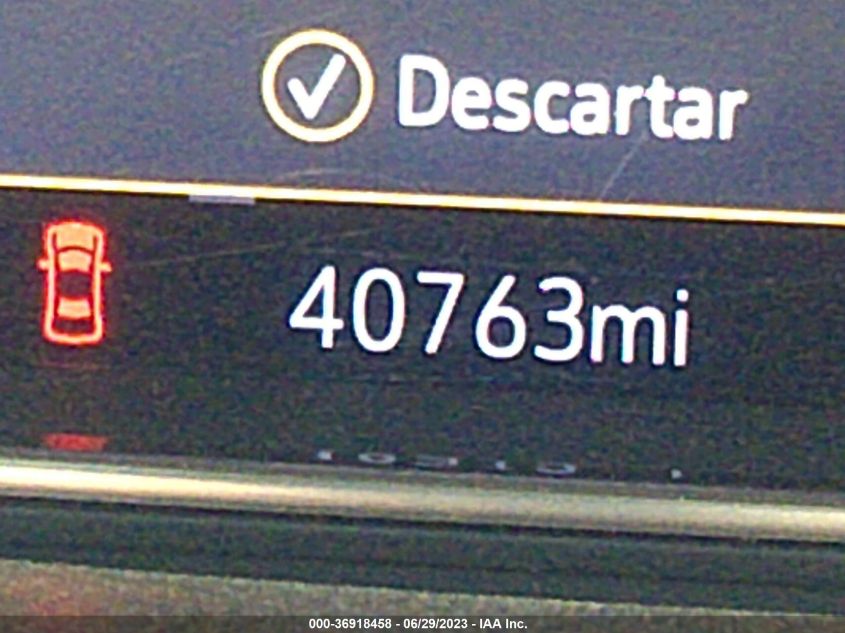 Descartar
40763mi
000-36918458 - 06/29/2023 - IAA Inc.